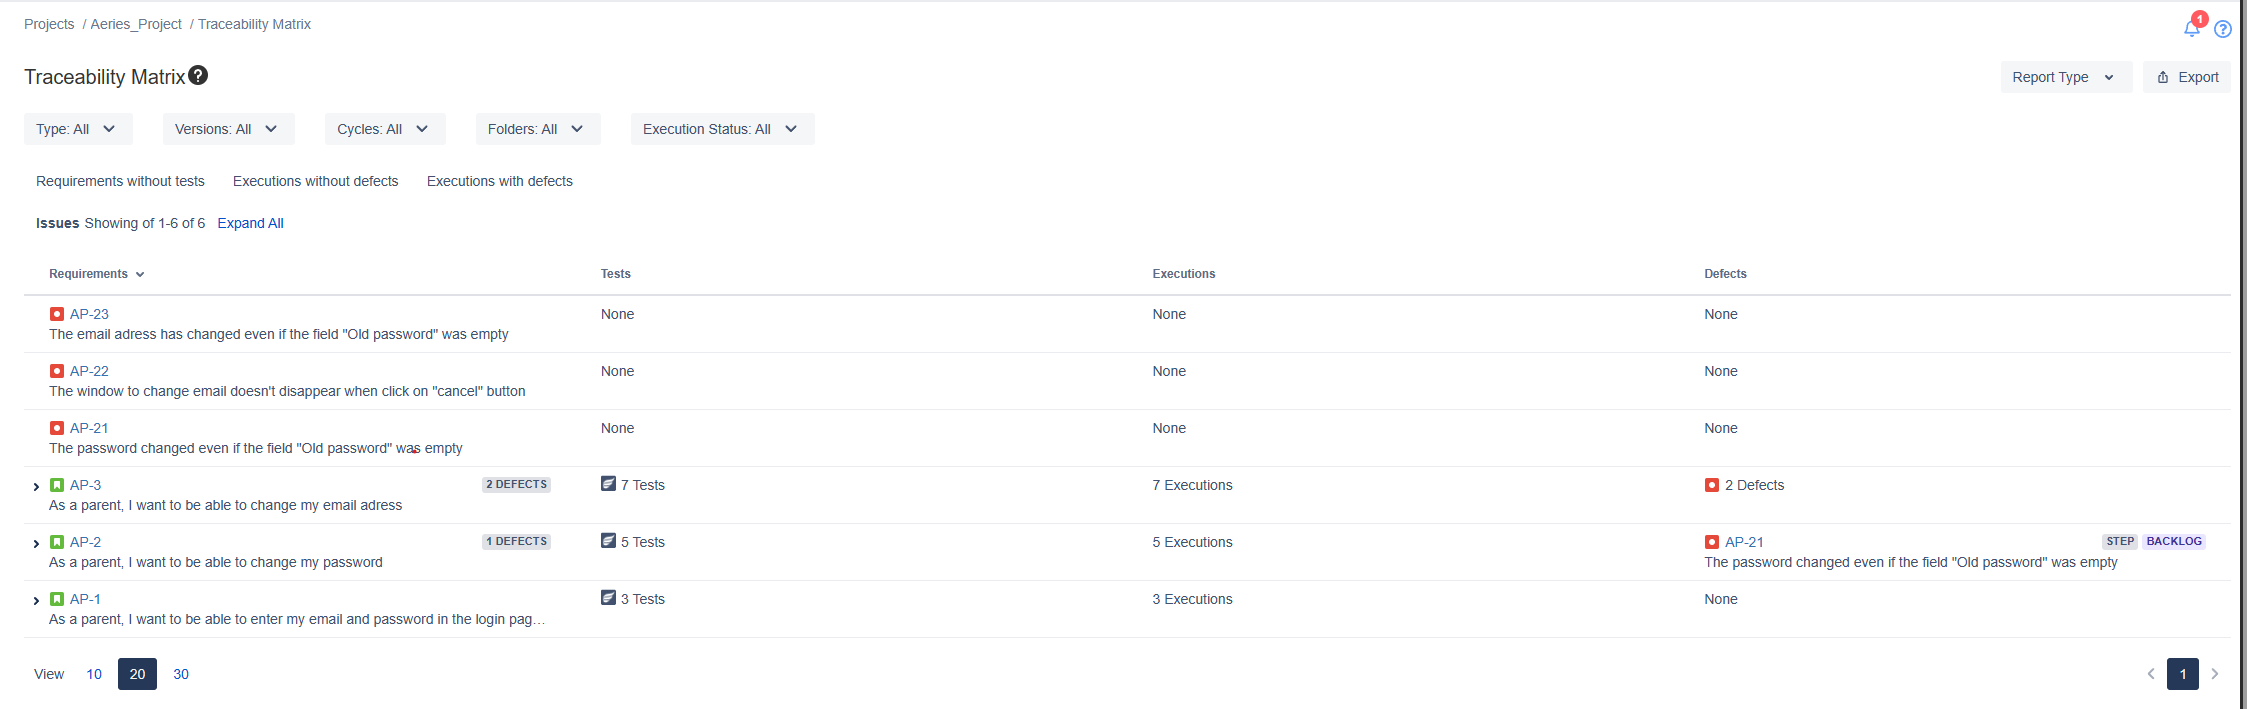 Projects / Aeries_Project / Traceability Matrix
1
?
Traceability Matrix ?
Report Type
Export
Type: All
Versions: All
Cycles: All
Folders: All
Execution Status: All
Requirements without tests
Executions without defects
Executions with defects
Issues Showing of 1-6 of 6 Expand All
Requirements
Tests
Executions
Defects
AP-23
None
None
None
The email adress has changed even if the field "Old password" was empty
AP-22
None
None
None
The window to change email doesn't disappear when click on "cancel" button
AP-21
None
None
None
The password changed even if the field "Old password" was empty
AP-3
2 DEFECTS
7 Tests
7 Executions
2 Defects
As a parent, I want to be able to change my email adress
AP-2
1 DEFECTS
5 Tests
5 Executions
AP-21
STEP
BACKLOG
As a parent, I want to be able to change my password
The password changed even if the field "Old password" was empty
AP-1
3 Tests
3 Executions
None
As a parent, I want to be able to enter my email and password in the login pag…
View 10 20 30
1